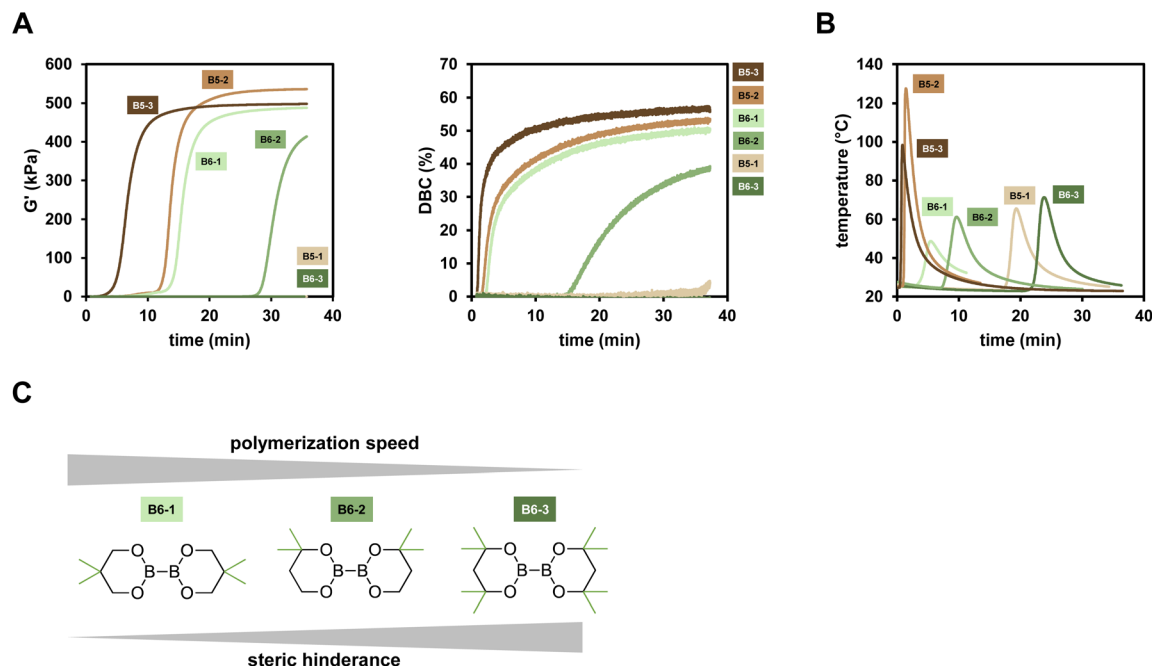 A
B
600
500
400
300
200
100
0
G' (kPa)
B5-2
B5-3
B6-2
B6-1
B5-1
B6-3
0 10 20 30 40
time (min)
70
60
50
40
30
20
10
0
DBC (%)
B5-3
B5-2
B6-1
B6-2
B5-1
B6-3
0 10 20 30 40
time (min)
140
120
100
80
60
40
20
temperature (°C)
B5-2
B5-3
B6-1
B6-2
B5-1
B6-3
0 10 20 30 40
time (min)
C
polymerization speed
B6-1 B6-2 B6-3
O O O O O O
B B B B B B
O O O O O O
steric hinderance